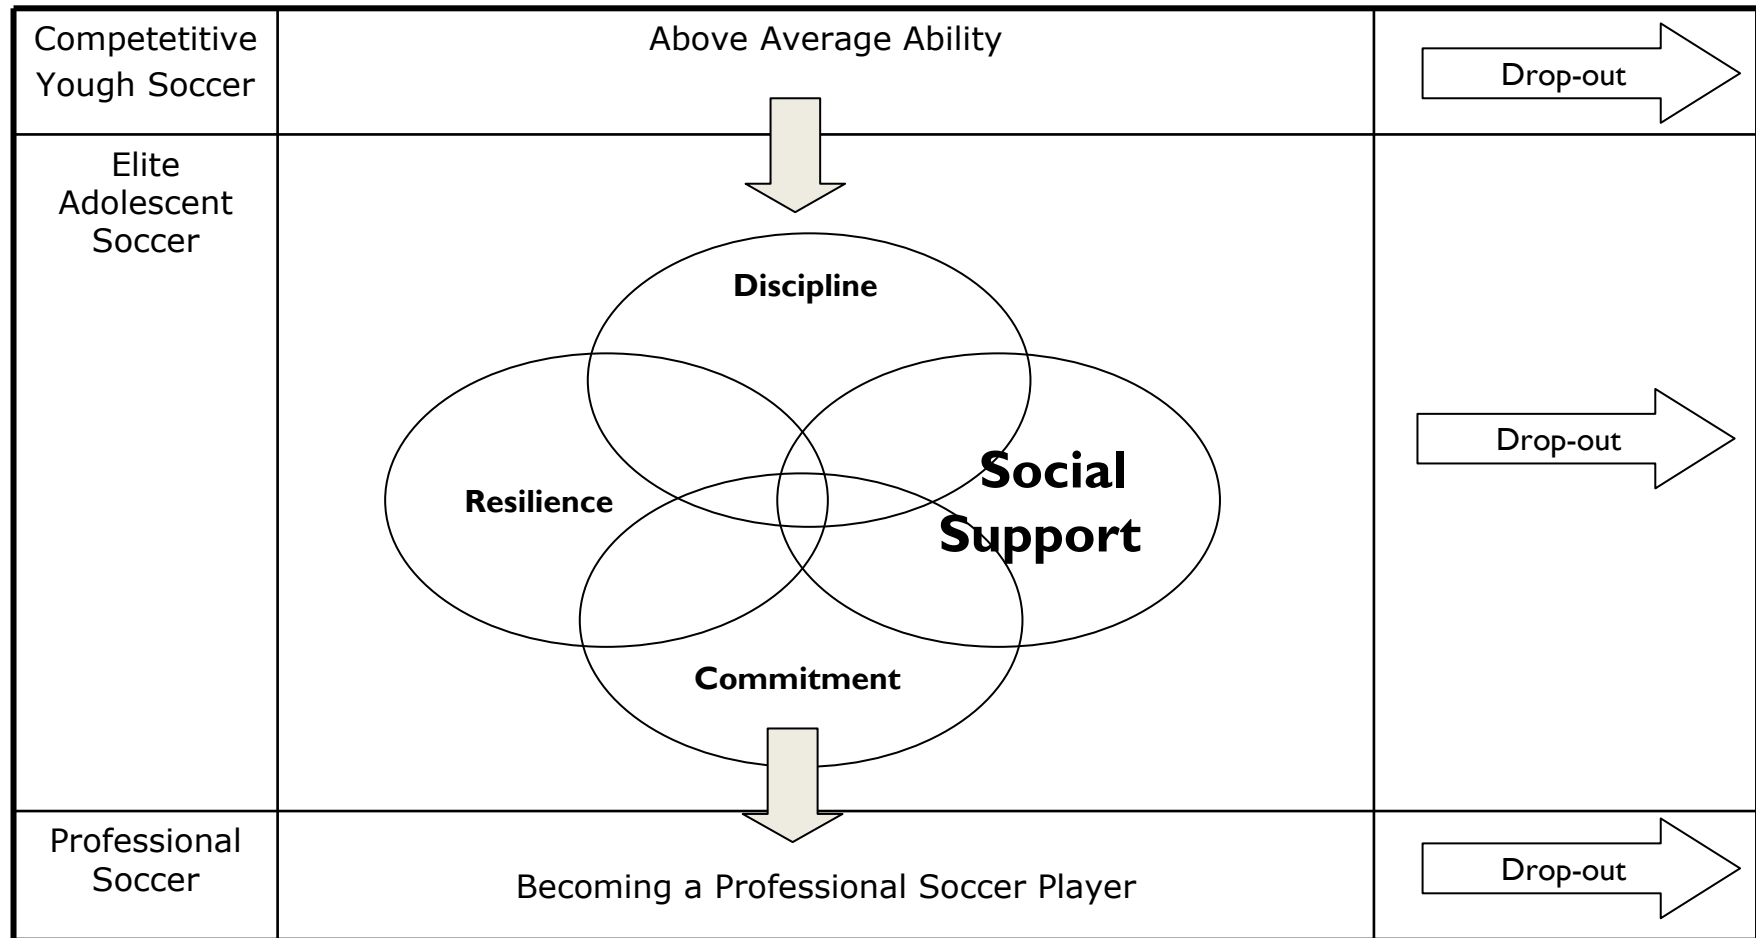 Competetitive
Yough Soccer
Above Average Ability
Drop-out
Elite
Adolescent
Soccer
Discipline
Resilience
Social
Support
Commitment
Drop-out
Professional
Soccer
Becoming a Professional Soccer Player
Drop-out